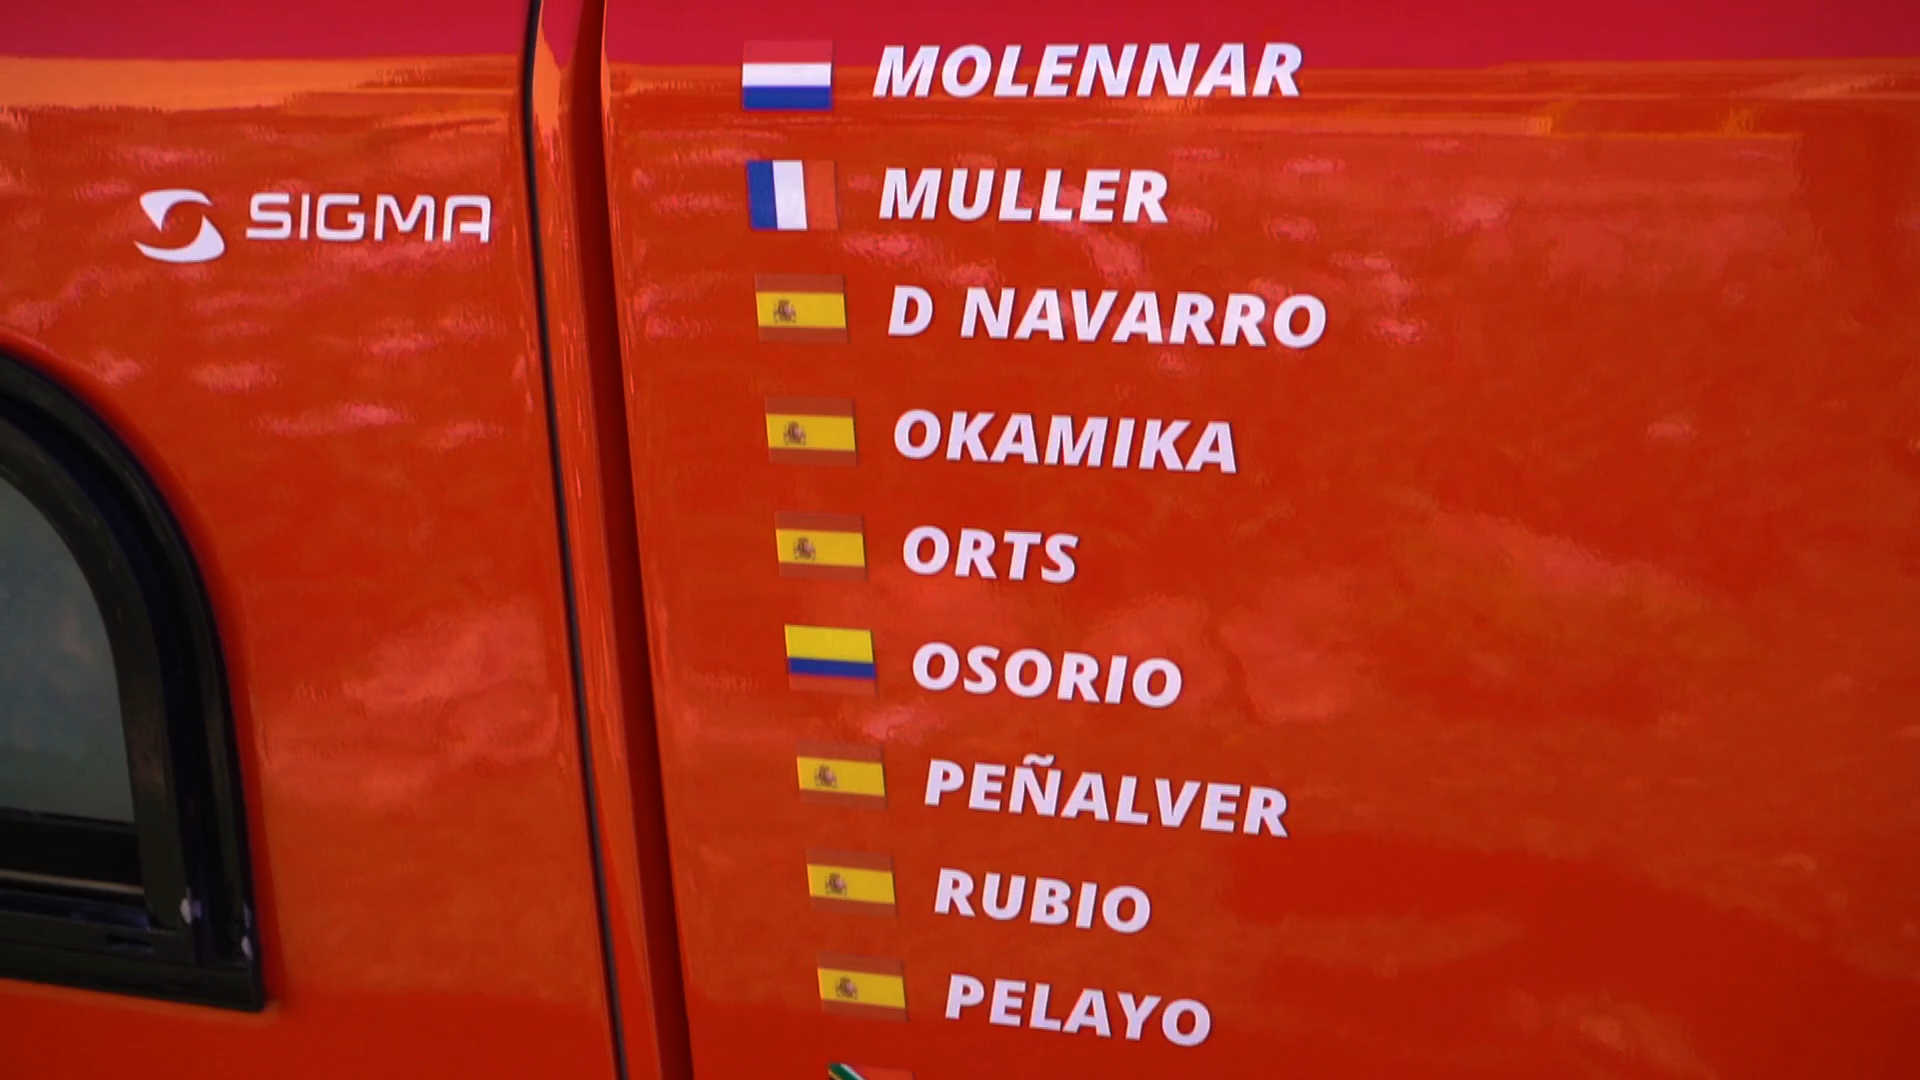 SIGMA
MOLENNAR
MULLER
D NAVARRO
OKAMIKA
ORTS
OSORIO
PEÑALVER
RUBIO
PELAYO